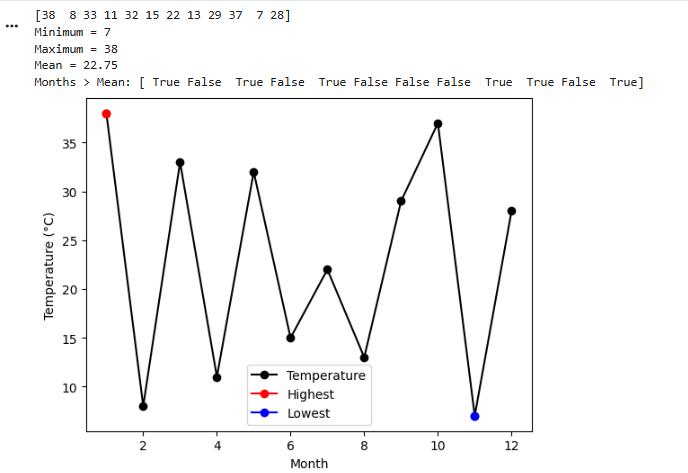 [38  8 33 11 32 15 22 13 29 37  7 28]
...
Minimum = 7
Maximum = 38
Mean = 22.75
Months > Mean: [ True False  True False  True False False False  True  True False  True]
35
30
25
20
15
10
Temperature (°C)
Temperature
Highest
Lowest
2 4 6 8 10 12
Month